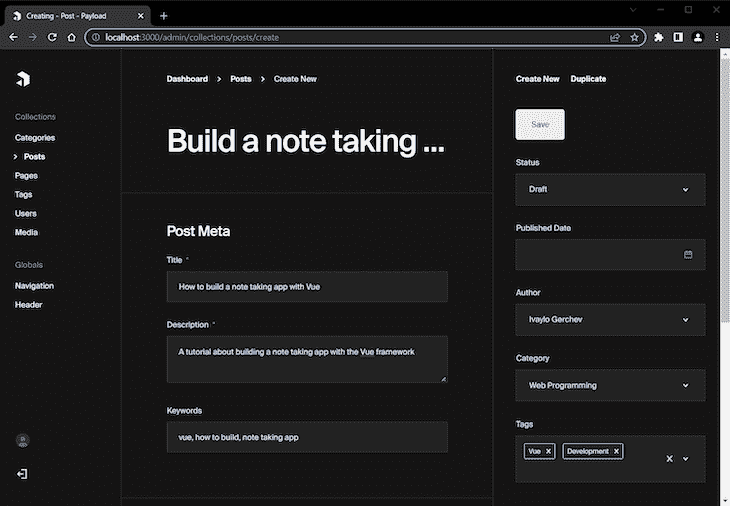 Creating - Post - Payload
localhost:3000/admin/collections/posts/create
Dashboard > Posts > Create New
Create New Duplicate
Collections
Categories
Posts
Pages
Tags
Users
Media
Globals
Navigation
Header
Build a note taking ...
Post Meta
Title *
How to build a note taking app with Vue
Description *
A tutorial about building a note taking app with the Vue framework
Keywords
vue, how to build, note taking app
Save
Status
Draft
Published Date
Author
Ivaylo Gerchev
Category
Web Programming
Tags
Vue Development